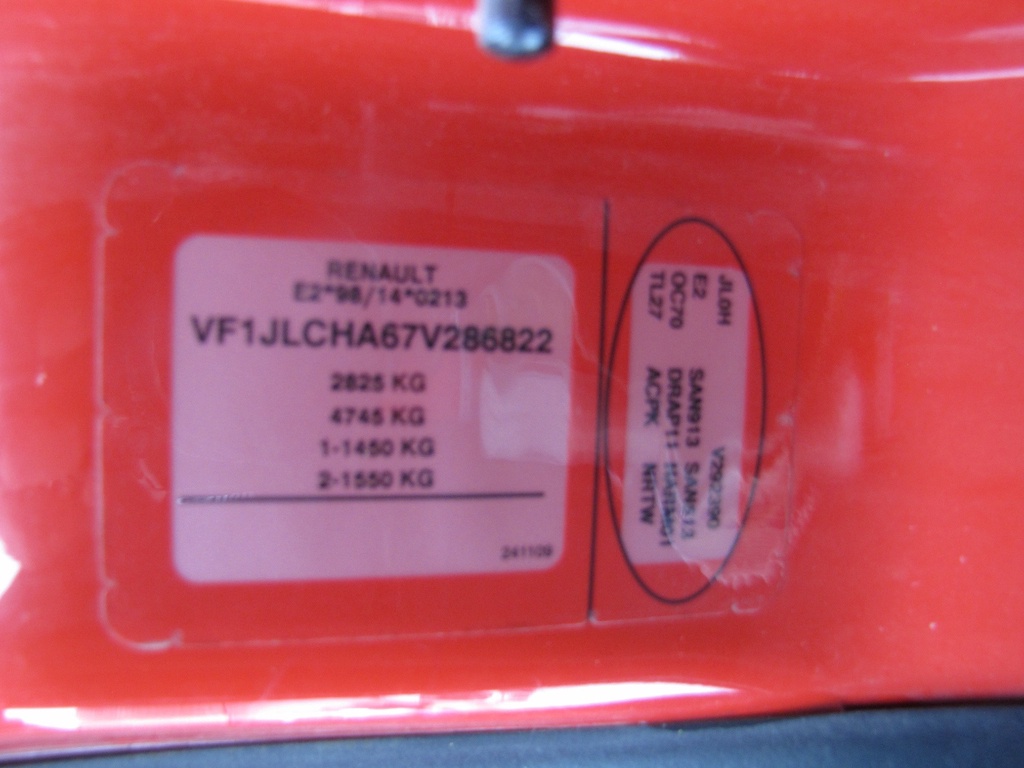 RENAULT
E2*98/14*0213
VF1JLCHA67V286822
2825 KG
4745 KG
1-1450 KG
2-1550 KG
241109
JL0H
E2 SAN913 SAN613
OC70 DRAP11
TL27 ACPK NHTW